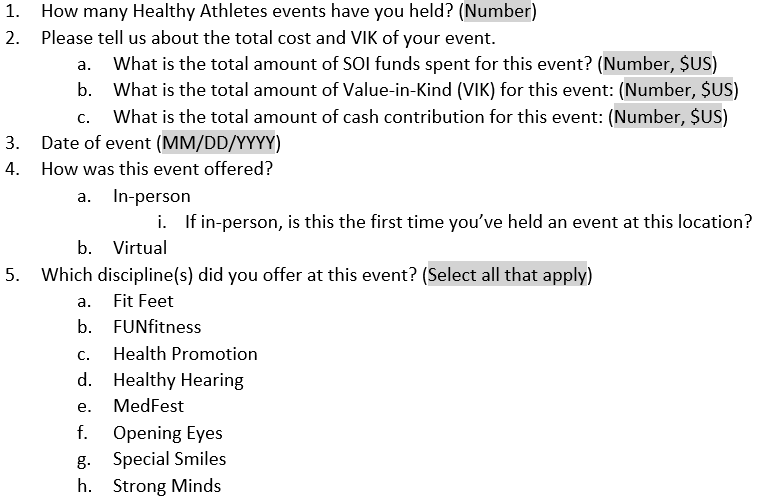 1. How many Healthy Athletes events have you held? (Number)
2. Please tell us about the total cost and VIK of your event.
a. What is the total amount of SOI funds spent for this event? (Number, $US)
b. What is the total amount of Value-in-Kind (VIK) for this event: (Number, $US)
c. What is the total amount of cash contribution for this event: (Number, $US)
3. Date of event (MM/DD/YYYY)
4. How was this event offered?
a. In-person
i. If in-person, is this the first time you’ve held an event at this location?
b. Virtual
5. Which discipline(s) did you offer at this event? (Select all that apply)
a. Fit Feet
b. FUNfitness
c. Health Promotion
d. Healthy Hearing
e. MedFest
f. Opening Eyes
g. Special Smiles
h. Strong Minds